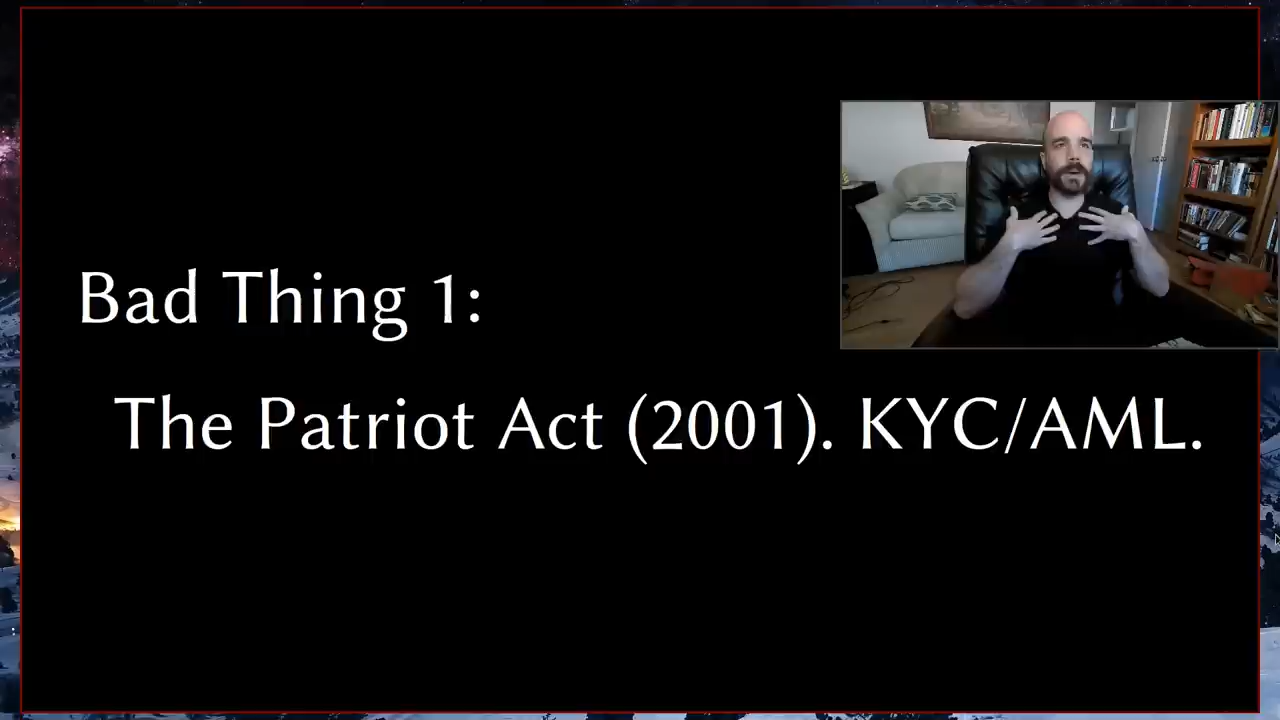 Bad Thing 1:
The Patriot Act (2001). KYC/AML.